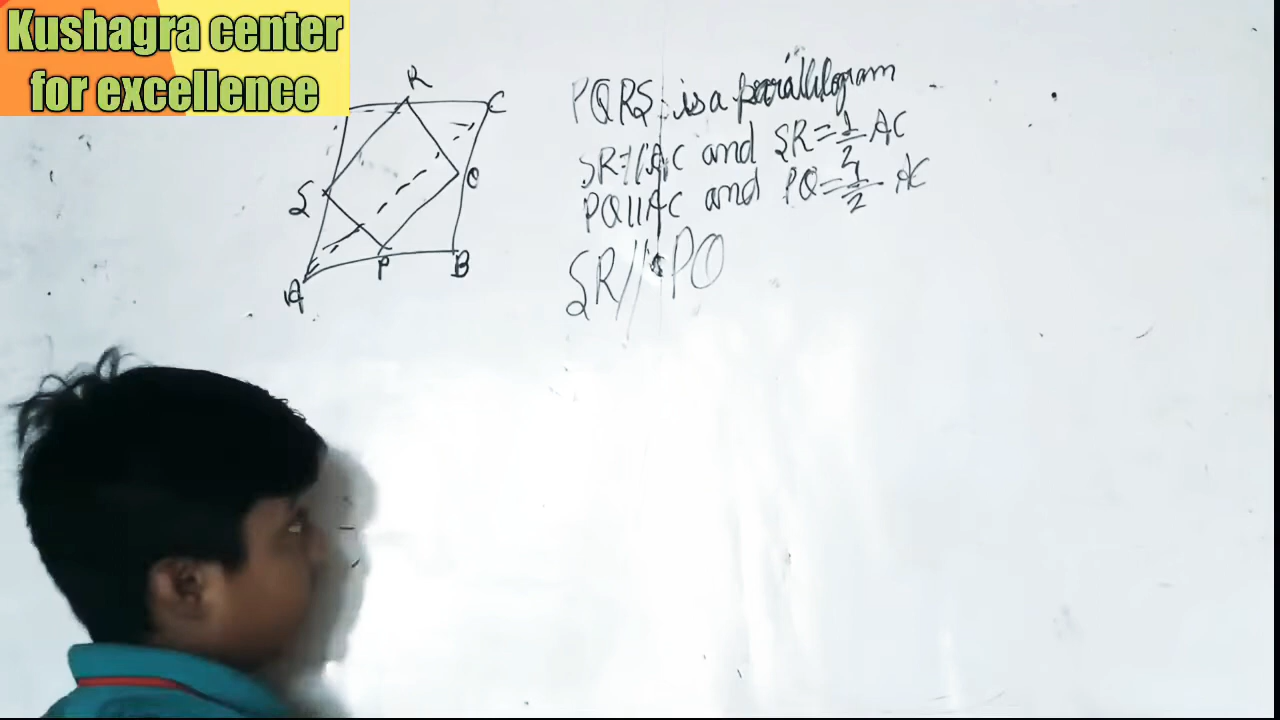 Kushagra center
for excellence
R
C
S
Q
A
P
B
PQRS is a parallelogram
SR//AC and SR=1/2 AC
PQ||AC and PQ=1/2 AC
SR//PQ